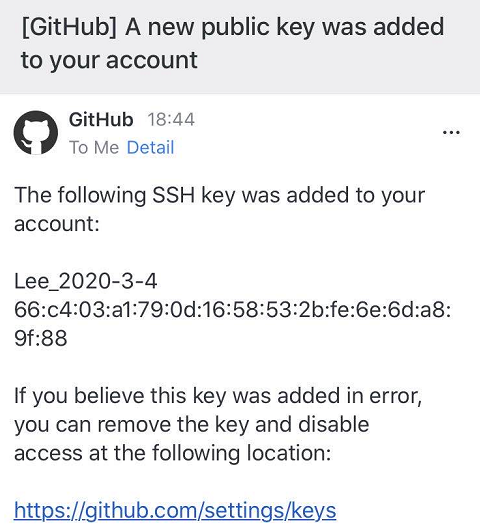 [GitHub] A new public key was added
to your account
GitHub 18:44
To Me Detail
The following SSH key was added to your
account:
Lee_2020-3-4
66:c4:03:a1:79:0d:16:58:53:2b:fe:6e:6d:a8:
9f:88
If you believe this key was added in error,
you can remove the key and disable
access at the following location:
https://github.com/settings/keys